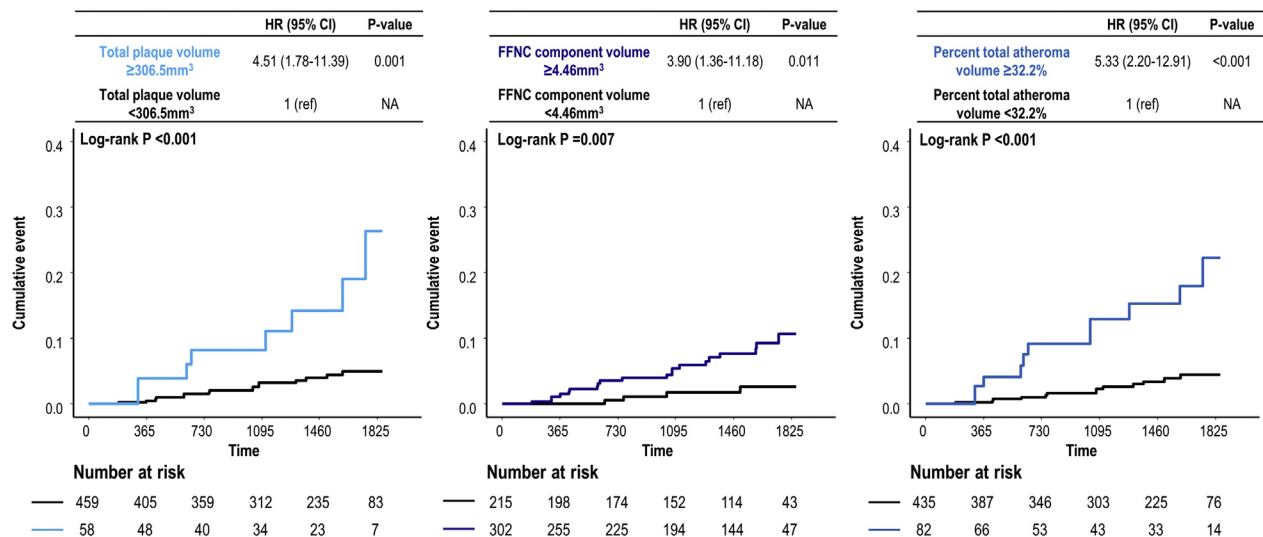 HR (95% CI) P-value
Total plaque volume
≥306.5mm³
4.51 (1.78-11.39) 0.001
Total plaque volume
<306.5mm³
1 (ref) NA
Log-rank P <0.001
0.4
0.3
0.2
0.1
0.0
Cumulative event
0 365 730 1095 1460 1825
Time
Number at risk
459 405 359 312 235 83
58 48 40 34 23 7
HR (95% CI) P-value
FFNC component volume
≥4.46mm³
3.90 (1.36-11.18) 0.011
FFNC component volume
<4.46mm³
1 (ref) NA
Log-rank P =0.007
0.4
0.3
0.2
0.1
0.0
Cumulative event
0 365 730 1095 1460 1825
Time
Number at risk
215 198 174 152 114 43
302 255 225 194 144 47
HR (95% CI) P-value
Percent total atheroma
volume ≥32.2%
5.33 (2.20-12.91) <0.001
Percent total atheroma
volume <32.2%
1 (ref) NA
Log-rank P <0.001
0.4
0.3
0.2
0.1
0.0
Cumulative event
0 365 730 1095 1460 1825
Time
Number at risk
435 387 346 303 225 76
82 66 53 43 33 14